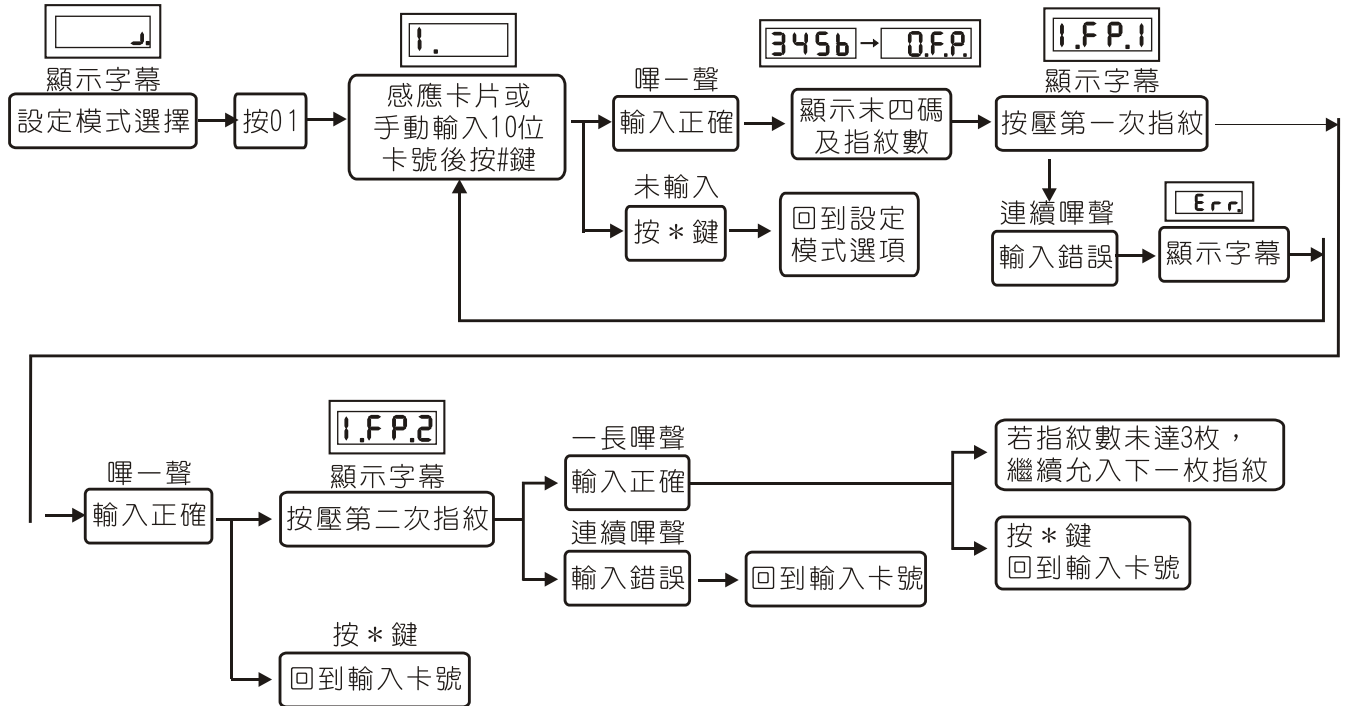 ┘.
顯示字幕
設定模式選擇
按01
1.
感應卡片或
手動輸入10位
卡號後按#鍵
嗶一聲
輸入正確
未輸入
按＊鍵
回到設定
模式選項
3456→ 0.F.P.
顯示末四碼
及指紋數
1.F P.1
顯示字幕
按壓第一次指紋
連續嗶聲
輸入錯誤
Err.
顯示字幕
嗶一聲
輸入正確
1.F P.2
顯示字幕
按壓第二次指紋
按＊鍵
回到輸入卡號
一長嗶聲
輸入正確
連續嗶聲
輸入錯誤
回到輸入卡號
若指紋數未達3枚，
繼續允入下一枚指紋
按＊鍵
回到輸入卡號